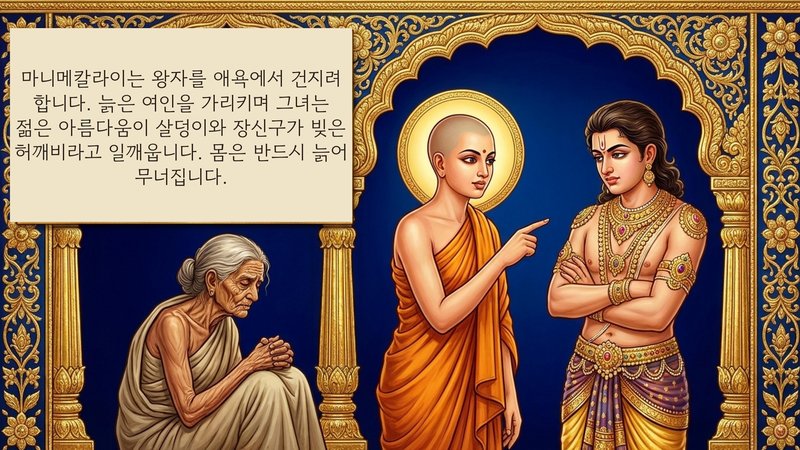 마니메칼라이는 왕자를 애욕에서 건지려
합니다. 늙은 여인을 가리키며 그녀는
젊은 아름다움이 살덩이와 장신구가 빚은
허깨비라고 일깨웁니다. 몸은 반드시 늙어
무너집니다.